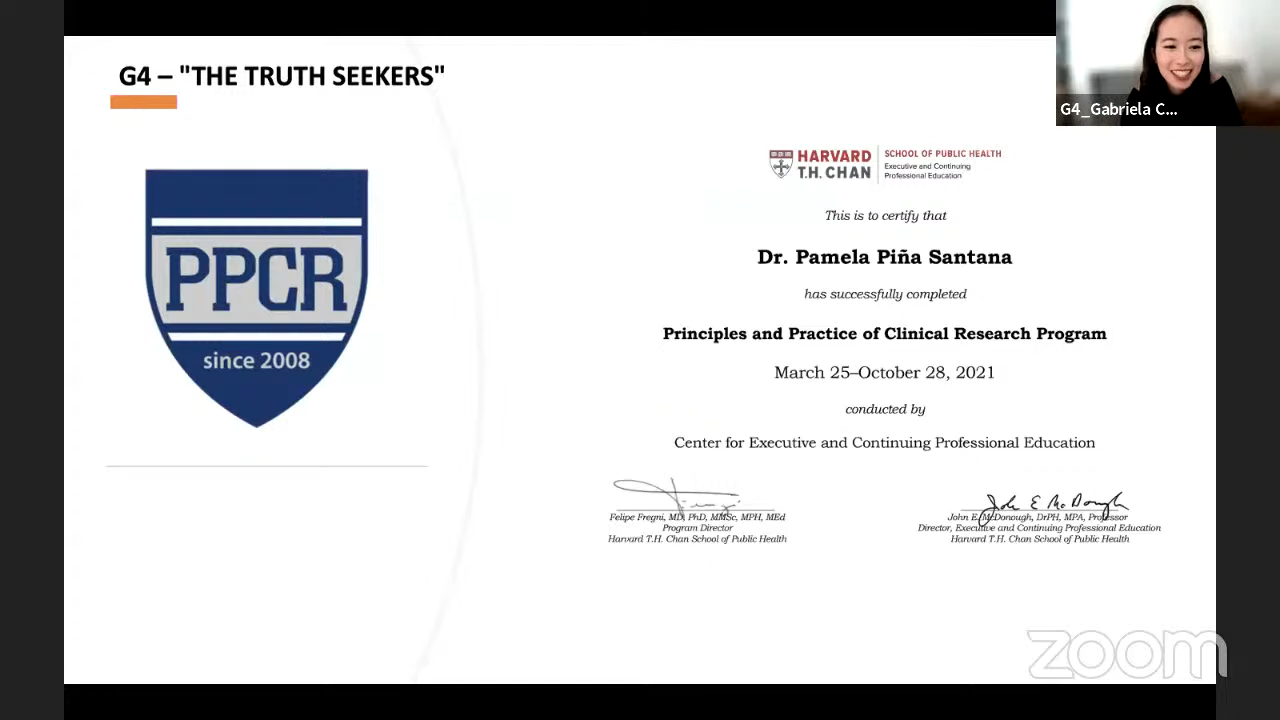 G4 – "THE TRUTH SEEKERS"
G4_Gabriela C...
PPCR
since 2008
HARVARD
T.H. CHAN
SCHOOL OF PUBLIC HEALTH
Executive and Continuing
Professional Education
This is to certify that
Dr. Pamela Piña Santana
has successfully completed
Principles and Practice of Clinical Research Program
March 25–October 28, 2021
conducted by
Center for Executive and Continuing Professional Education
Felipe Fregni, MD, PhD, MMSc, MPH, MEd
Program Director
Harvard T.H. Chan School of Public Health
John E McDonough
John E. McDonough, DrPH, MPA, Professor
Director, Executive and Continuing Professional Education
Harvard T.H. Chan School of Public Health
zoom